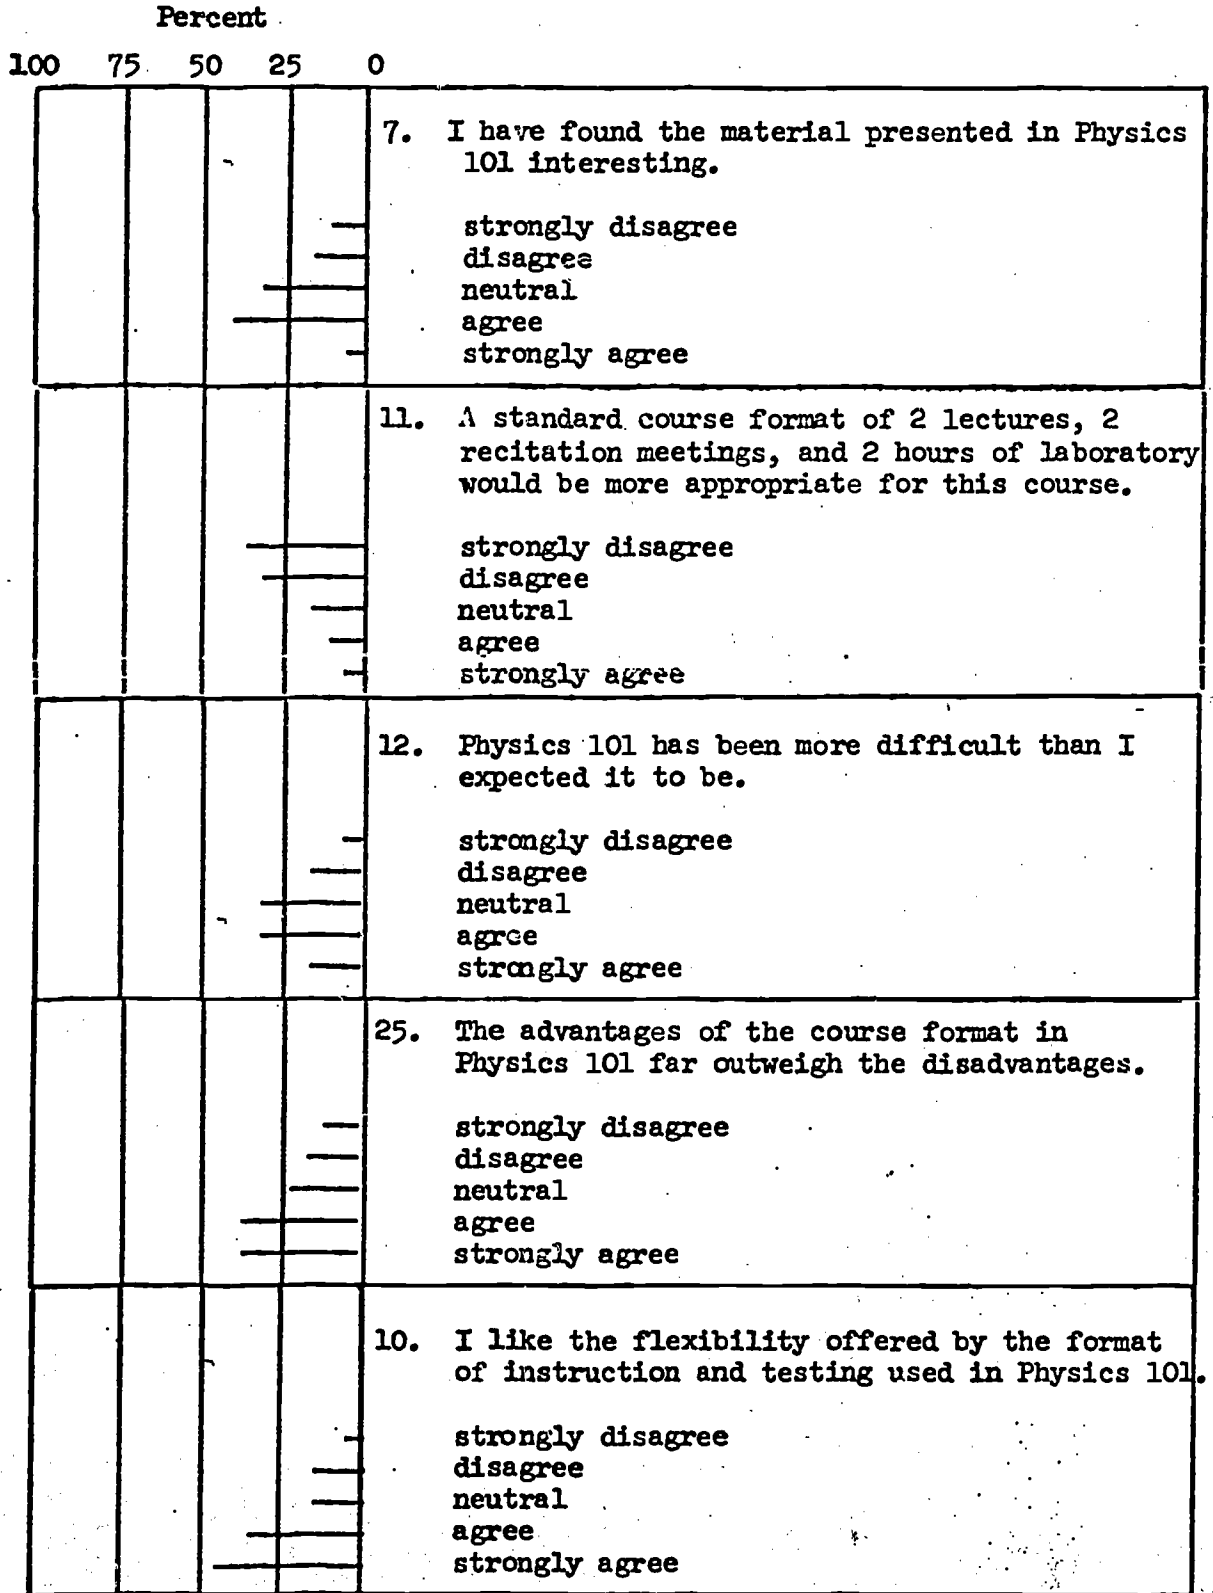 Percent
100 75 50 25 0
7. I have found the material presented in Physics
101 interesting.
strongly disagree
disagree
neutral
agree
strongly agree
11. A standard course format of 2 lectures, 2
recitation meetings, and 2 hours of laboratory
would be more appropriate for this course.
strongly disagree
disagree
neutral
agree
strongly agree
12. Physics 101 has been more difficult than I
expected it to be.
strongly disagree
disagree
neutral
agree
strongly agree
25. The advantages of the course format in
Physics 101 far outweigh the disadvantages.
strongly disagree
disagree
neutral
agree
strongly agree
10. I like the flexibility offered by the format
of instruction and testing used in Physics 101.
strongly disagree
disagree
neutral
agree
strongly agree